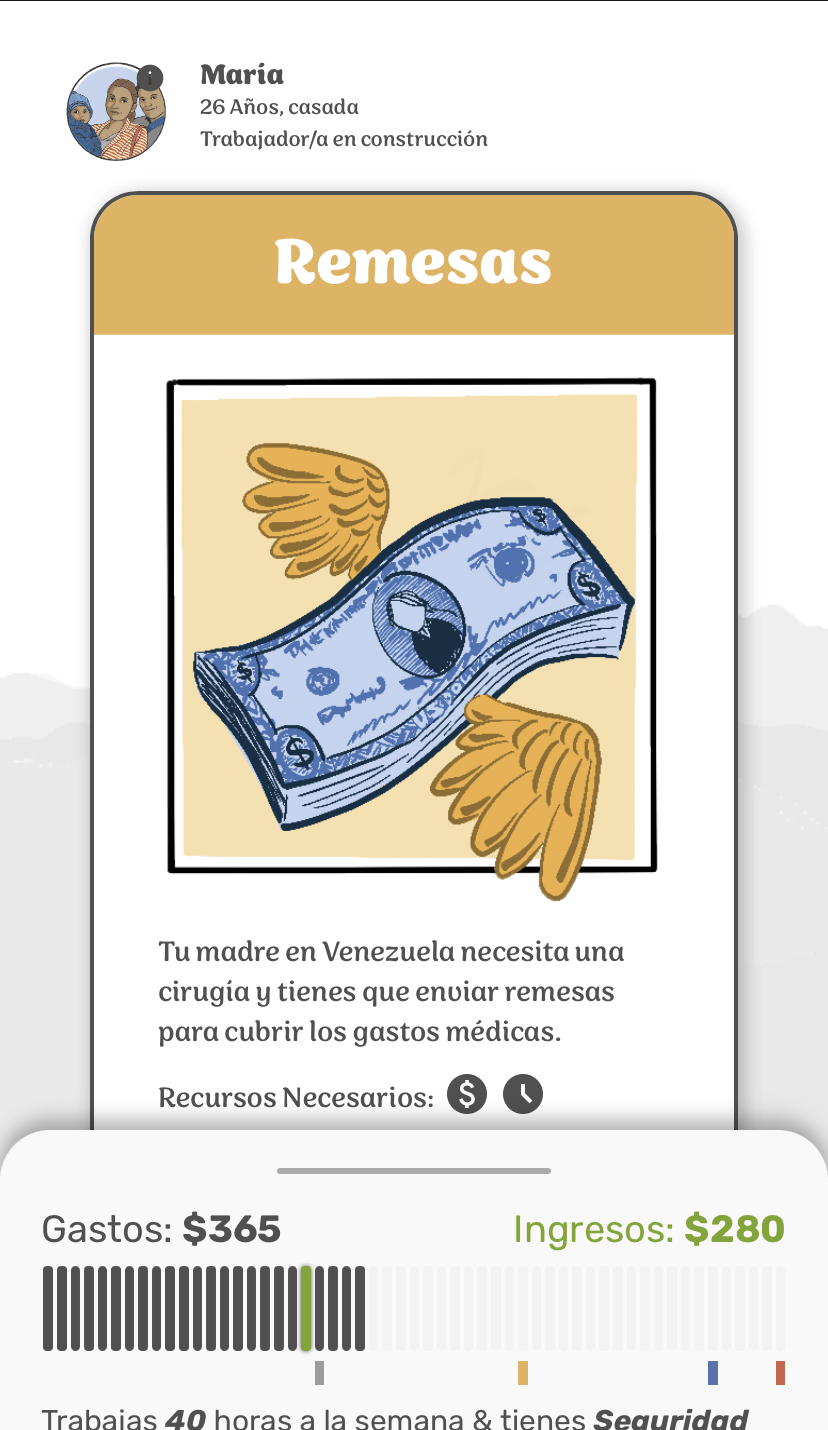 María
26 Años, casada
Trabajador/a en construcción
Remesas
Tu madre en Venezuela necesita una
cirugía y tienes que enviar remesas
para cubrir los gastos médicas.
Recursos Necesarios:
Gastos: $365
Ingresos: $280
Trabajas 40 horas a la semana & tienes Seguridad